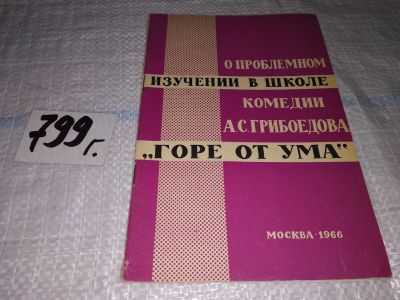 О ПРОБЛЕМНОМ
ИЗУЧЕНИИ В ШКОЛЕ
КОМЕДИИ
А.С. ГРИБОЕДОВА
„ГОРЕ ОТ УМА“
МОСКВА·1966
799г.